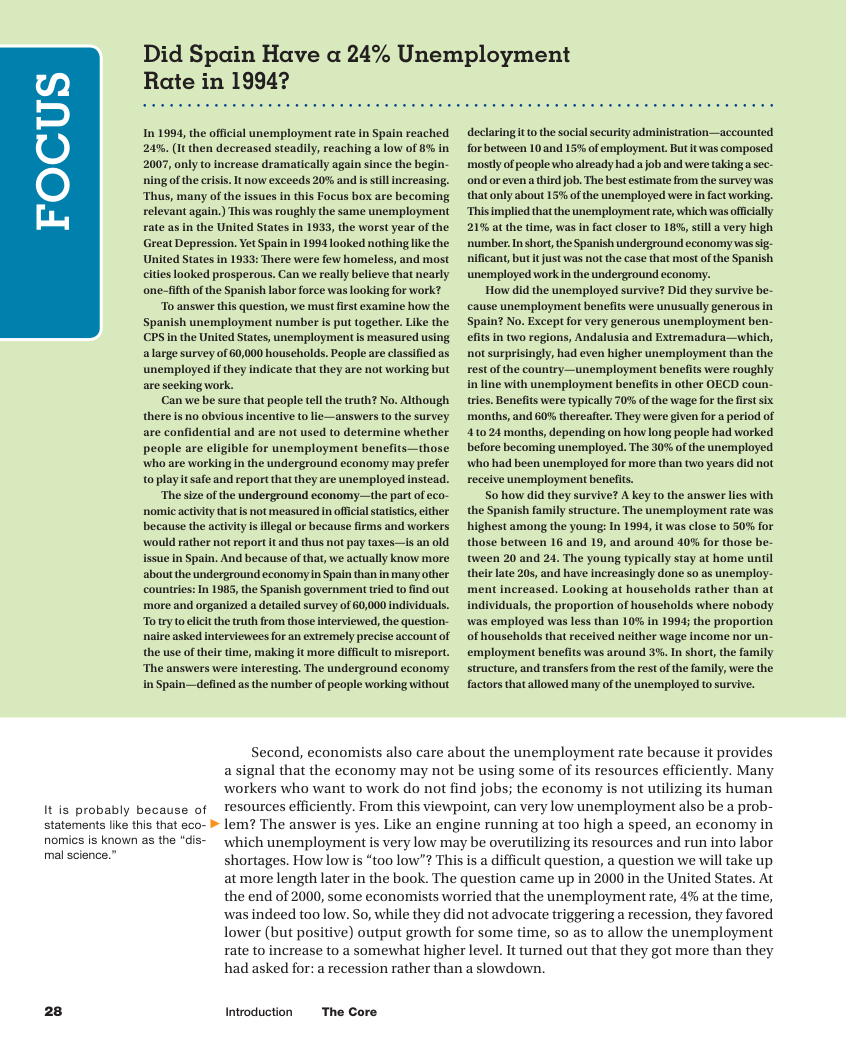 FOCUS
Did Spain Have a 24% Unemployment
Rate in 1994?
In 1994, the official unemployment rate in Spain reached
24%. (It then decreased steadily, reaching a low of 8% in
2007, only to increase dramatically again since the begin-
ning of the crisis. It now exceeds 20% and is still increasing.
Thus, many of the issues in this Focus box are becoming
relevant again.) This was roughly the same unemployment
rate as in the United States in 1933, the worst year of the
Great Depression. Yet Spain in 1994 looked nothing like the
United States in 1933: There were few homeless, and most
cities looked prosperous. Can we really believe that nearly
one–fifth of the Spanish labor force was looking for work?
To answer this question, we must first examine how the
Spanish unemployment number is put together. Like the
CPS in the United States, unemployment is measured using
a large survey of 60,000 households. People are classified as
unemployed if they indicate that they are not working but
are seeking work.
Can we be sure that people tell the truth? No. Although
there is no obvious incentive to lie—answers to the survey
are confidential and are not used to determine whether
people are eligible for unemployment benefits—those
who are working in the underground economy may prefer
to play it safe and report that they are unemployed instead.
The size of the underground economy—the part of eco-
nomic activity that is not measured in official statistics, either
because the activity is illegal or because firms and workers
would rather not report it and thus not pay taxes—is an old
issue in Spain. And because of that, we actually know more
about the underground economy in Spain than in many other
countries: In 1985, the Spanish government tried to find out
more and organized a detailed survey of 60,000 individuals.
To try to elicit the truth from those interviewed, the question-
naire asked interviewees for an extremely precise account of
the use of their time, making it more difficult to misreport.
The answers were interesting. The underground economy
in Spain—defined as the number of people working without
declaring it to the social security administration—accounted
for between 10 and 15% of employment. But it was composed
mostly of people who already had a job and were taking a sec-
ond or even a third job. The best estimate from the survey was
that only about 15% of the unemployed were in fact working.
This implied that the unemployment rate, which was officially
21% at the time, was in fact closer to 18%, still a very high
number. In short, the Spanish underground economy was sig-
nificant, but it just was not the case that most of the Spanish
unemployed work in the underground economy.
How did the unemployed survive? Did they survive be-
cause unemployment benefits were unusually generous in
Spain? No. Except for very generous unemployment ben-
efits in two regions, Andalusia and Extremadura—which,
not surprisingly, had even higher unemployment than the
rest of the country—unemployment benefits were roughly
in line with unemployment benefits in other OECD coun-
tries. Benefits were typically 70% of the wage for the first six
months, and 60% thereafter. They were given for a period of
4 to 24 months, depending on how long people had worked
before becoming unemployed. The 30% of the unemployed
who had been unemployed for more than two years did not
receive unemployment benefits.
So how did they survive? A key to the answer lies with
the Spanish family structure. The unemployment rate was
highest among the young: In 1994, it was close to 50% for
those between 16 and 19, and around 40% for those be-
tween 20 and 24. The young typically stay at home until
their late 20s, and have increasingly done so as unemploy-
ment increased. Looking at households rather than at
individuals, the proportion of households where nobody
was employed was less than 10% in 1994; the proportion
of households that received neither wage income nor un-
employment benefits was around 3%. In short, the family
structure, and transfers from the rest of the family, were the
factors that allowed many of the unemployed to survive.
Second, economists also care about the unemployment rate because it provides
a signal that the economy may not be using some of its resources efficiently. Many
workers who want to work do not find jobs; the economy is not utilizing its human
resources efficiently. From this viewpoint, can very low unemployment also be a prob-
lem? The answer is yes. Like an engine running at too high a speed, an economy in
which unemployment is very low may be overutilizing its resources and run into labor
shortages. How low is “too low”? This is a difficult question, a question we will take up
at more length later in the book. The question came up in 2000 in the United States. At
the end of 2000, some economists worried that the unemployment rate, 4% at the time,
was indeed too low. So, while they did not advocate triggering a recession, they favored
lower (but positive) output growth for some time, so as to allow the unemployment
rate to increase to a somewhat higher level. It turned out that they got more than they
had asked for: a recession rather than a slowdown.
It is probably because of
statements like this that eco-
nomics is known as the “dis-
mal science.”
28 Introduction The Core